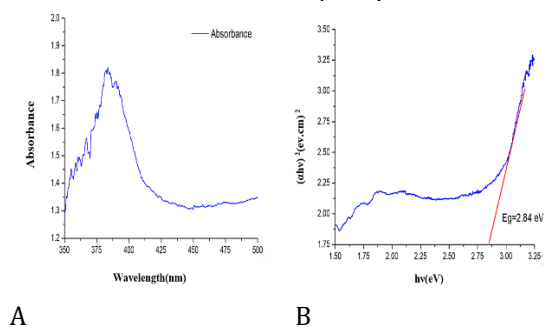 2.0
1.9
1.8
1.7
1.6
1.5
1.4
1.3
1.2
350 375 400 425 450 475 500
Absorbance
Wavelength(nm)
Absorbance
A
3.50
3.25
3.00
2.75
2.50
2.25
2.00
1.75
1.50 1.75 2.00 2.25 2.50 2.75 3.00 3.25
(αhν) ²(ev.cm) ²
hv(eV)
Eg=2.84 eV
B